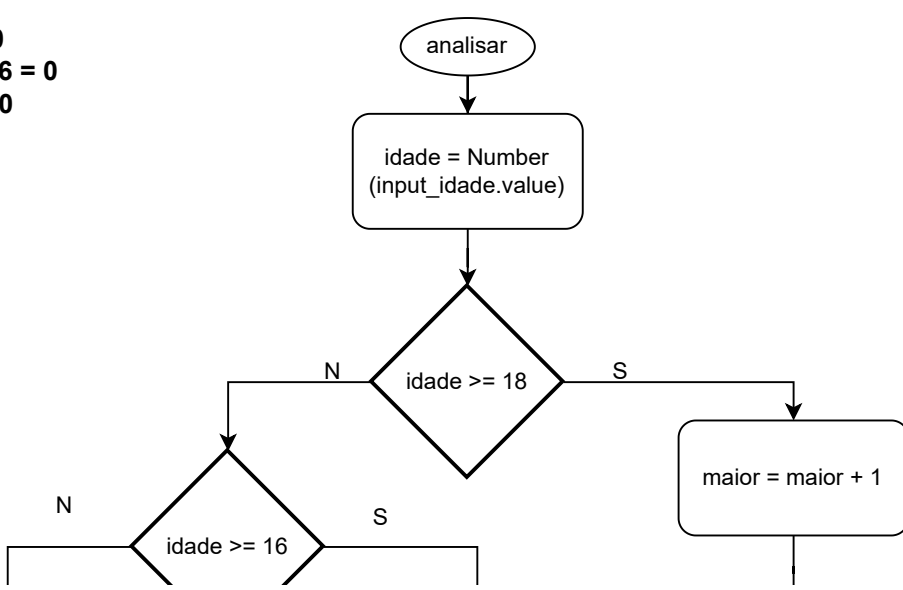 0
6 = 0
0
analisar
idade = Number
(input_idade.value)
N
idade >= 18
S
maior = maior + 1
N
idade >= 16
S